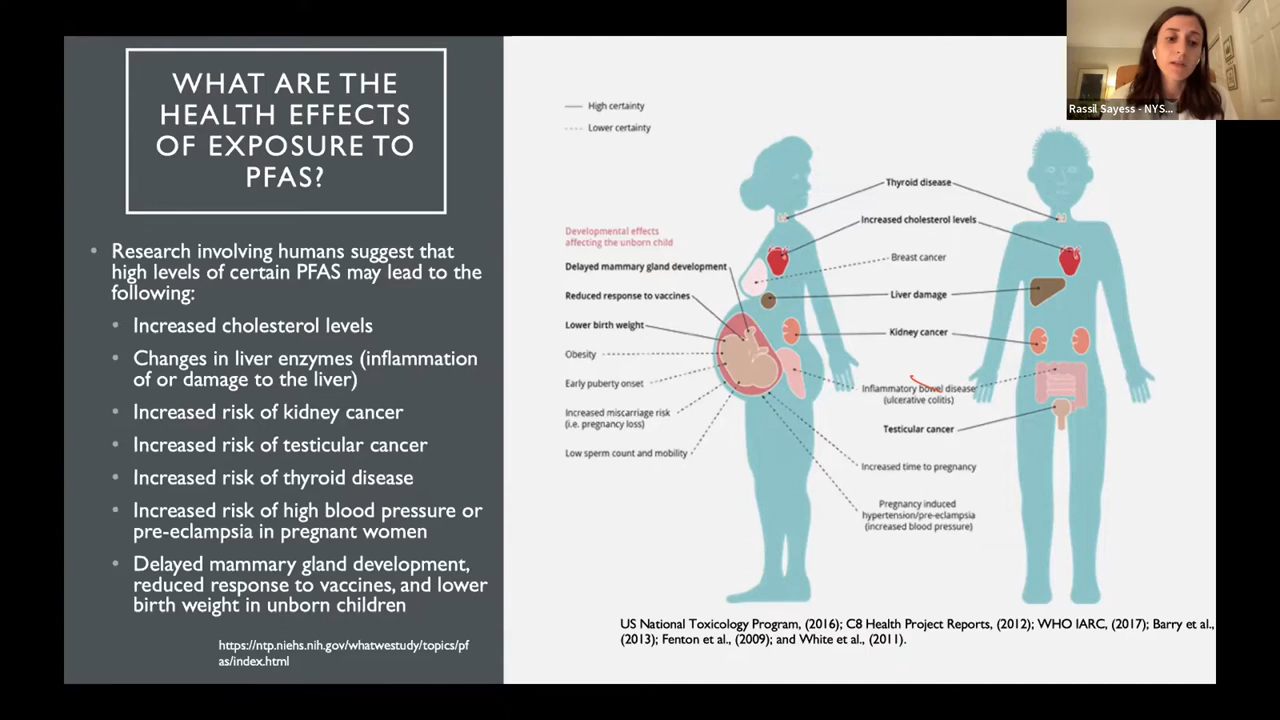 WHAT ARE THE
HEALTH EFFECTS
OF EXPOSURE TO
PFAS?
• Research involving humans suggest that
high levels of certain PFAS may lead to the
following:
• Increased cholesterol levels
• Changes in liver enzymes (inflammation
of or damage to the liver)
• Increased risk of kidney cancer
• Increased risk of testicular cancer
• Increased risk of thyroid disease
• Increased risk of high blood pressure or
pre-eclampsia in pregnant women
• Delayed mammary gland development,
reduced response to vaccines, and lower
birth weight in unborn children
https://ntp.niehs.nih.gov/whatwestudy/topics/pf
as/index.html
High certainty
Lower certainty
Developmental effects
affecting the unborn child
Delayed mammary gland development
Reduced response to vaccines
Lower birth weight
Obesity
Early puberty onset
Increased miscarriage risk
(i.e. pregnancy loss)
Low sperm count and mobility
Thyroid disease
Increased cholesterol levels
Breast cancer
Liver damage
Kidney cancer
Inflammatory bowel disease
(ulcerative colitis)
Testicular cancer
Increased time to pregnancy
Pregnancy induced
hypertension/pre-eclampsia
(increased blood pressure)
US National Toxicology Program, (2016); C8 Health Project Reports, (2012); WHO IARC, (2017); Barry et al.,
(2013); Fenton et al., (2009); and White et al., (2011).
Rassil Sayess - NYS...